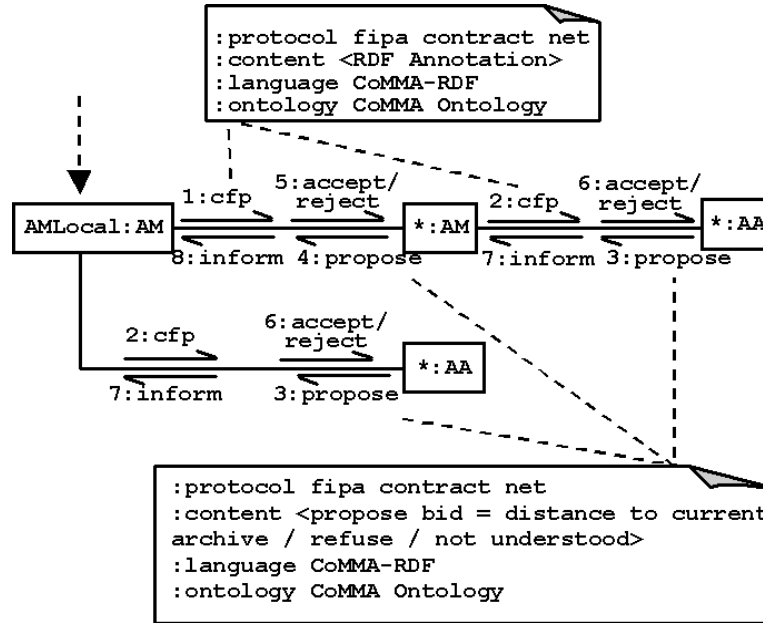 :protocol fipa contract net
:content <RDF Annotation>
:language CoMMA-RDF
:ontology CoMMA Ontology
1:cfp
5:accept/
reject
2:cfp
6:accept/
reject
AMLocal:AM
*:AM
*:AA
8:inform
4:propose
7:inform
3:propose
2:cfp
6:accept/
reject
*:AA
7:inform
3:propose
:protocol fipa contract net
:content <propose bid = distance to current
archive / refuse / not understood>
:language CoMMA-RDF
:ontology CoMMA Ontology